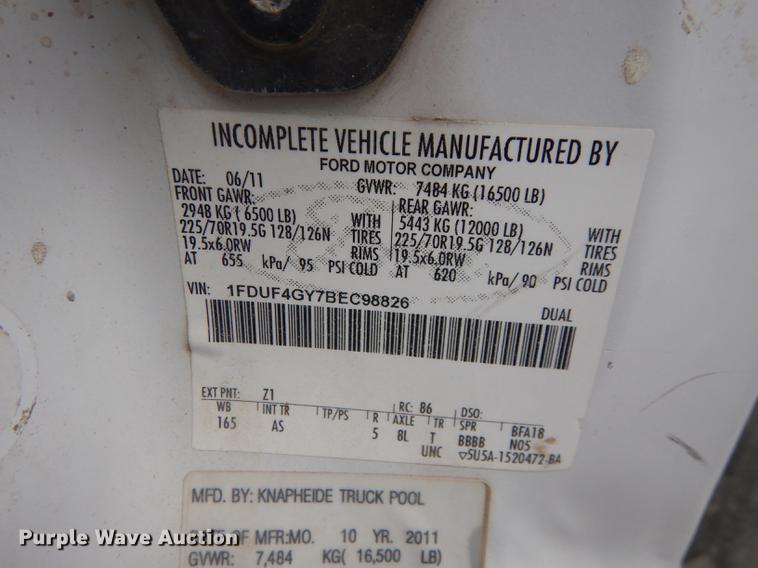 INCOMPLETE VEHICLE MANUFACTURED BY
FORD MOTOR COMPANY
DATE: 06/11 GVWR: 7484 KG (16500 LB)
FRONT GAWR: REAR GAWR:
2948 KG ( 6500 LB) WITH 5443 KG (12000 LB) WITH
225/70R19.5G 128/126N TIRES 225/70R19.5G 128/126N TIRES
19.5x6.0RW RIMS 19.5x6.0RW RIMS
AT 655 kPa/ 95 PSI COLD AT 620 kPa/ 90 PSI COLD
VIN: 1FDUF4GY7BEC98826 DUAL
EXT PNT: Z1 RC: 86 DSO:
WB INT TR TP/PS R AXLE TR SPR BFA18
165 AS 5 8L T BBBB N05
UNC ▽5U5A-1520472-BA
MFD. BY: KNAPHEIDE TRUCK POOL
DATE OF MFR:MO. 10 YR. 2011
GVWR: 7,484 KG( 16,500 LB)
Purple Wave Auction